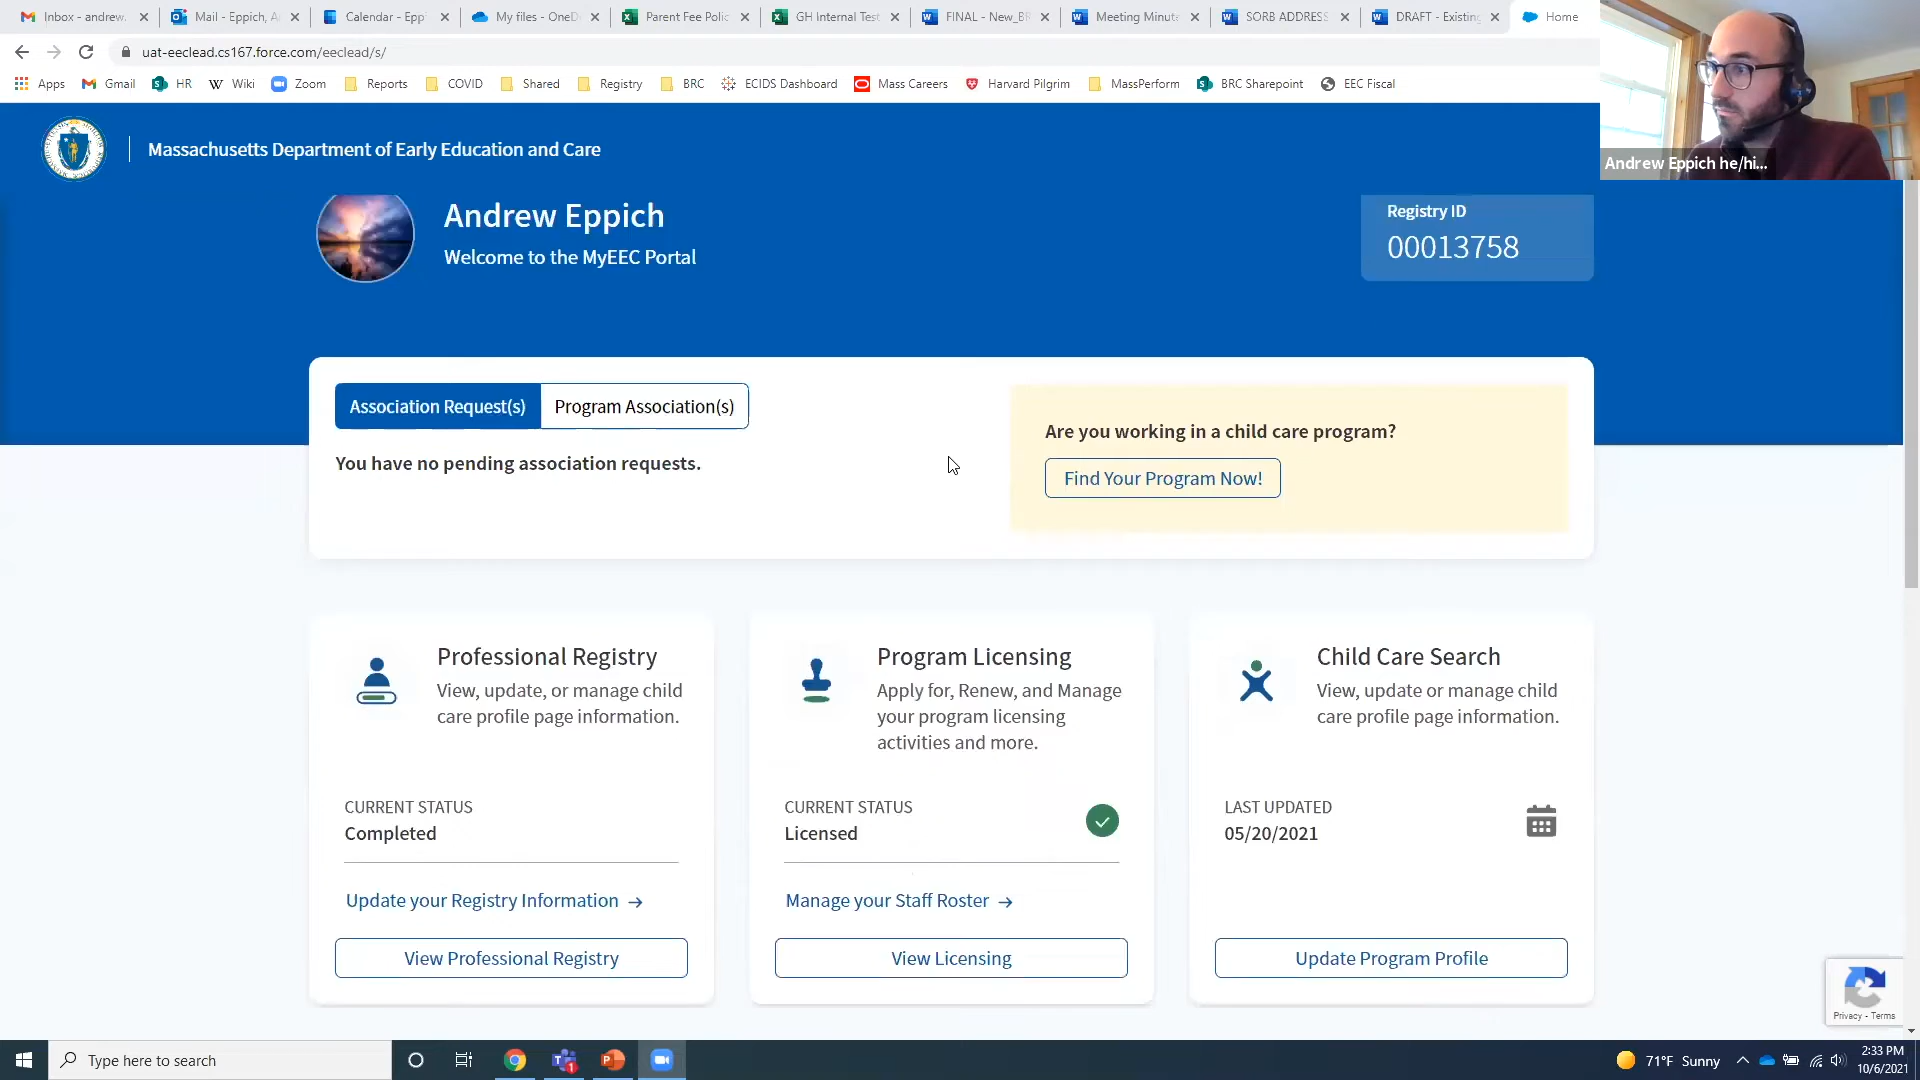 Inbox - andrew.
Mail - Eppich, A
Calendar - Epp
My files - OneD
Parent Fee Polic
GH Internal Test
FINAL - New_BR
Meeting Minute
SORB ADDRESS
DRAFT - Existing
Home
uat-eeclead.cs167.force.com/eeclead/s/
Apps
Gmail
HR
Wiki
Zoom
Reports
COVID
Shared
Registry
BRC
ECIDS Dashboard
Mass Careers
Harvard Pilgrim
MassPerform
BRC Sharepoint
EEC Fiscal
Andrew Eppich he/hi...
Massachusetts Department of Early Education and Care
Andrew Eppich
Welcome to the MyEEC Portal
Registry ID
00013758
Association Request(s)
Program Association(s)
You have no pending association requests.
Are you working in a child care program?
Find Your Program Now!
Professional Registry
View, update, or manage child
care profile page information.
CURRENT STATUS
Completed
Update your Registry Information →
View Professional Registry
Program Licensing
Apply for, Renew, and Manage
your program licensing
activities and more.
CURRENT STATUS
Licensed
Manage your Staff Roster →
View Licensing
Child Care Search
View, update or manage child
care profile page information.
LAST UPDATED
05/20/2021
Update Program Profile
Privacy - Terms
Type here to search
1
71°F Sunny
2:33 PM
10/6/2021